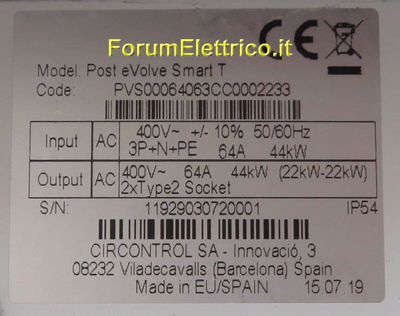 ForumElettrico.it
CE
Model: Post eVolve Smart T
Code: PVS00064063CC0002233
Input AC 400V~ +/- 10% 50/60Hz
3P+N+PE 64A 44kW
Output AC 400V~ 64A 44kW (22kW-22kW)
2xType2 Socket
S/N: 11929030720001 IP54
CIRCONTROL SA - Innovació, 3
08232 Viladecavalls (Barcelona) Spain
Made in EU/SPAIN 15.07.19